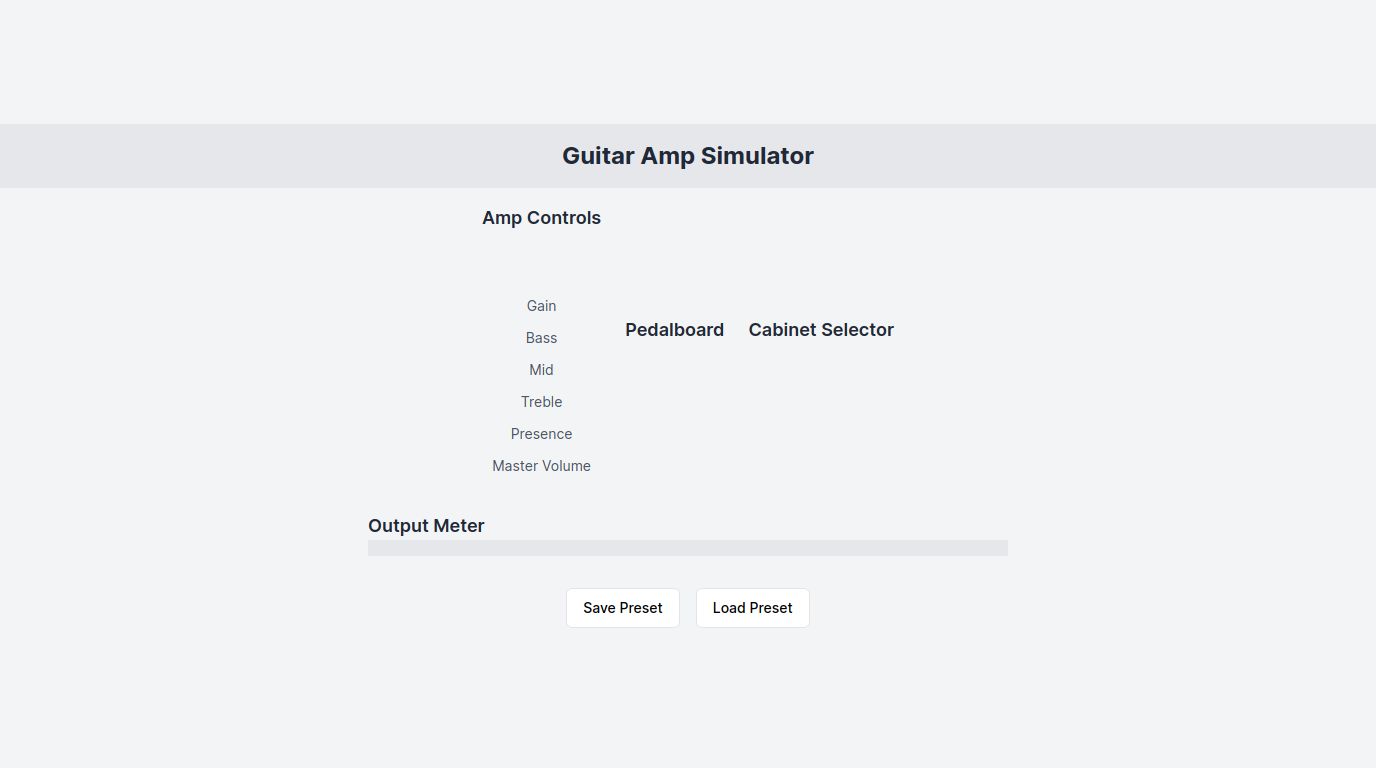 Guitar Amp Simulator
Amp Controls
Gain
Bass
Mid
Treble
Presence
Master Volume
Pedalboard
Cabinet Selector
Output Meter
Save Preset
Load Preset